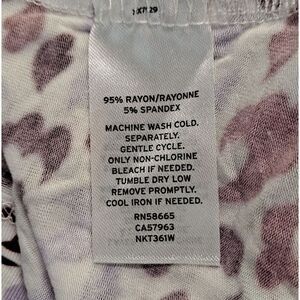 95% RAYON/RAYONNE
5% SPANDEX
MACHINE WASH COLD.
SEPARATELY.
GENTLE CYCLE.
ONLY NON-CHLORINE
BLEACH IF NEEDED.
TUMBLE DRY LOW
REMOVE PROMPTLY.
COOL IRON IF NEEDED.
RN58665
CA57963
NKT361W